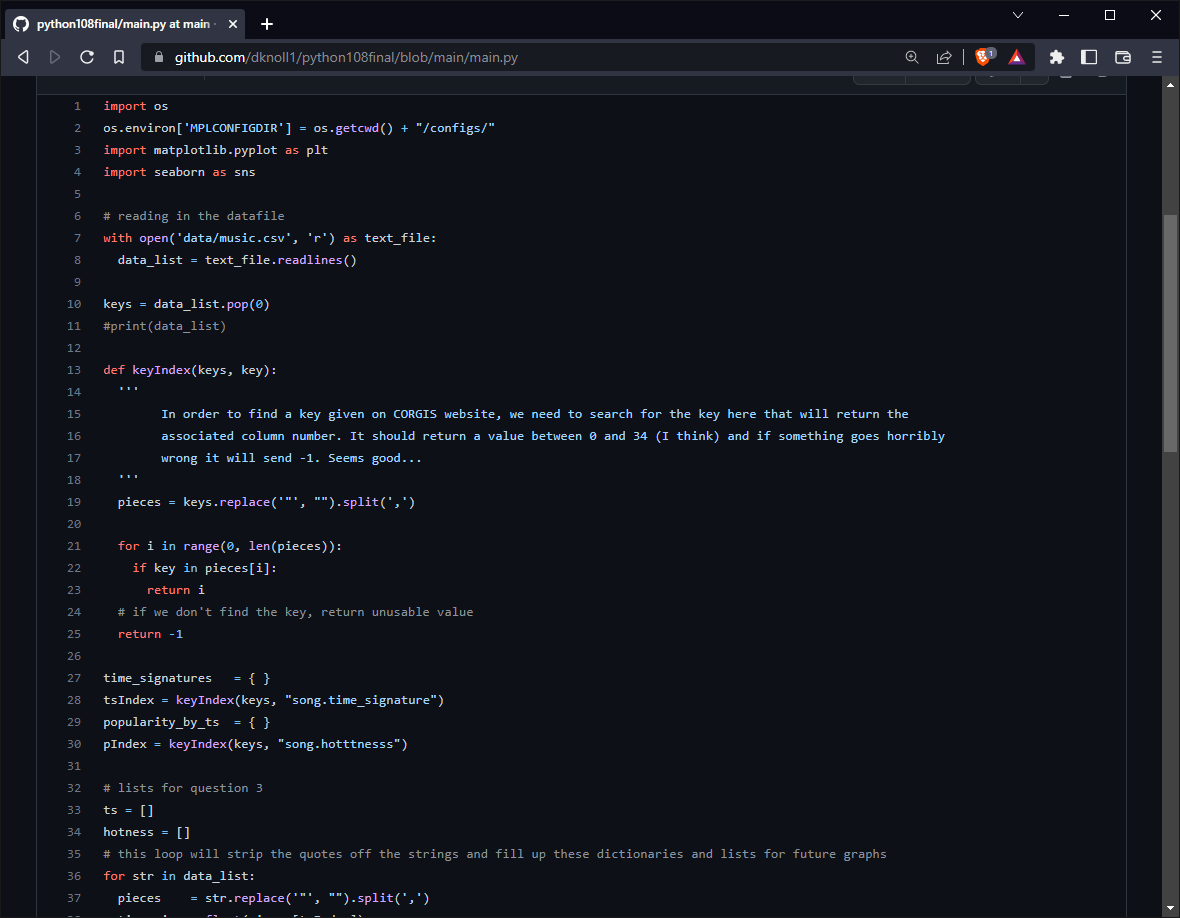 python108final/main.py at main ·
github.com/dknoll1/python108final/blob/main/main.py
1
1 import os
2 os.environ['MPLCONFIGDIR'] = os.getcwd() + "/configs/"
3 import matplotlib.pyplot as plt
4 import seaborn as sns
5
6 # reading in the datafile
7 with open('data/music.csv', 'r') as text_file:
8   data_list = text_file.readlines()
9
10 keys = data_list.pop(0)
11 #print(data_list)
12
13 def keyIndex(keys, key):
14   '''
15         In order to find a key given on CORGIS website, we need to search for the key here that will return the
16         associated column number. It should return a value between 0 and 34 (I think) and if something goes horribly
17         wrong it will send -1. Seems good...
18   '''
19   pieces = keys.replace('"', "").split(',')
20
21   for i in range(0, len(pieces)):
22     if key in pieces[i]:
23       return i
24   # if we don't find the key, return unusable value
25   return -1
26
27 time_signatures   = { }
28 tsIndex = keyIndex(keys, "song.time_signature")
29 popularity_by_ts  = { }
30 pIndex = keyIndex(keys, "song.hotttnesss")
31
32 # lists for question 3
33 ts = []
34 hotness = []
35 # this loop will strip the quotes off the strings and fill up these dictionaries and lists for future graphs
36 for str in data_list:
37   pieces    = str.replace('"', "").split(',')